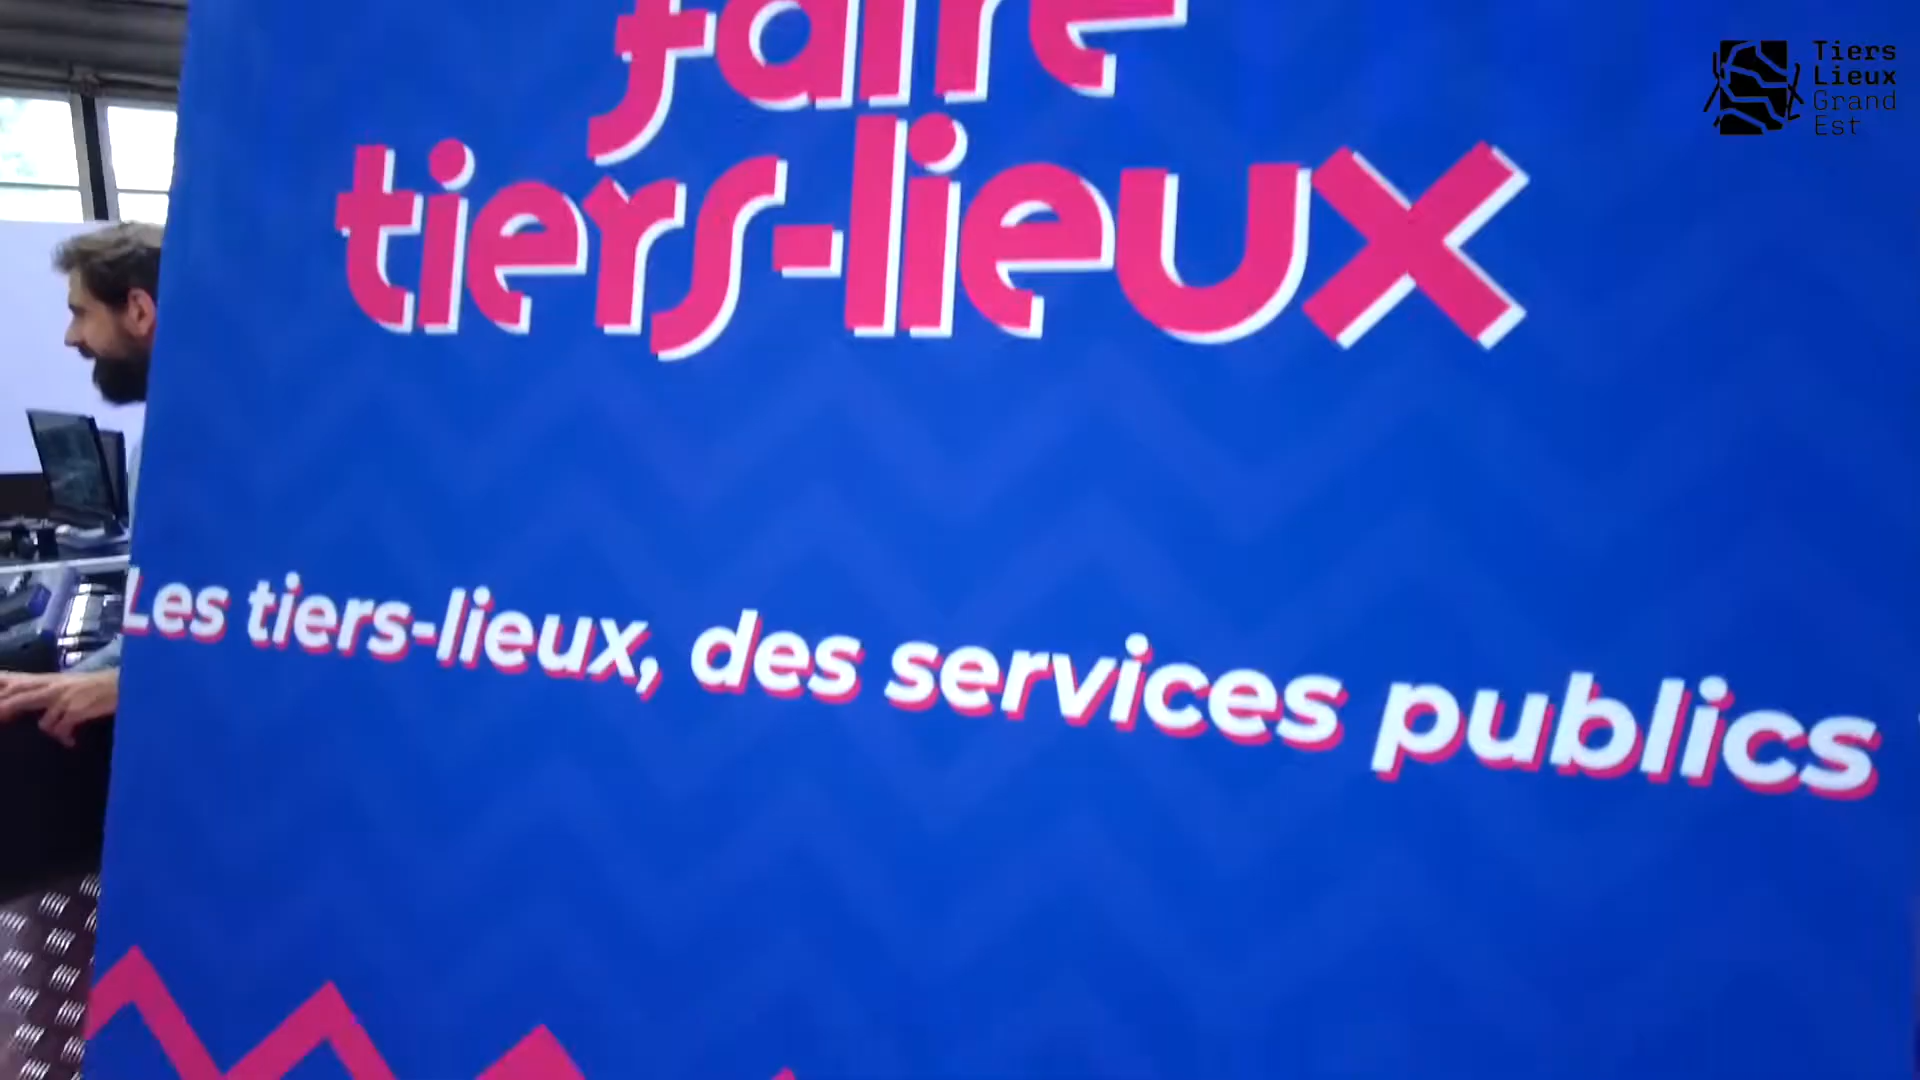 faire
tiers-lieux
Les tiers-lieux, des services publics
Tiers
Lieux
Grand
Est